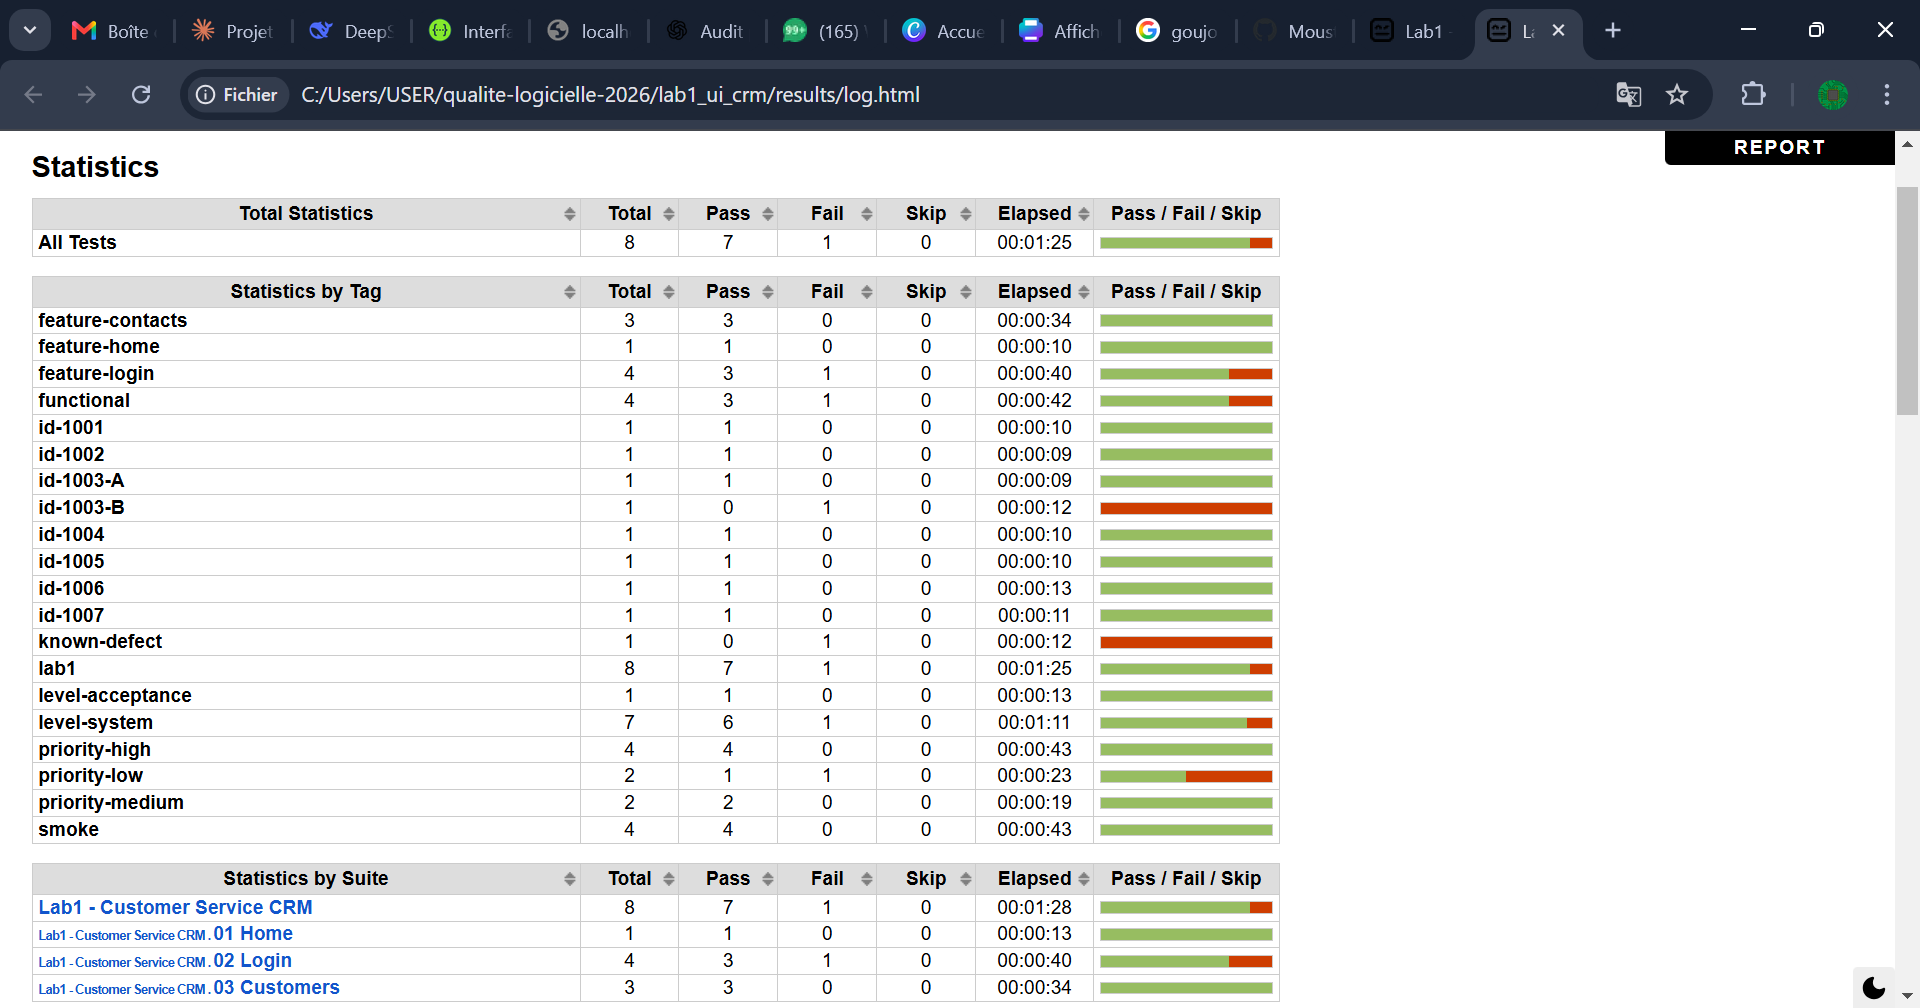 Boîte
Projet
DeepS
Interfa
localh
Audit
99+ (165)
Accue
Affich
goujo
Mous
Lab1
La
Fichier C:/Users/USER/qualite-logicielle-2026/lab1_ui_crm/results/log.html
REPORT
Statistics
Total Statistics Total Pass Fail Skip Elapsed Pass / Fail / Skip
All Tests 8 7 1 0 00:01:25
Statistics by Tag Total Pass Fail Skip Elapsed Pass / Fail / Skip
feature-contacts 3 3 0 0 00:00:34
feature-home 1 1 0 0 00:00:10
feature-login 4 3 1 0 00:00:40
functional 4 3 1 0 00:00:42
id-1001 1 1 0 0 00:00:10
id-1002 1 1 0 0 00:00:09
id-1003-A 1 1 0 0 00:00:09
id-1003-B 1 0 1 0 00:00:12
id-1004 1 1 0 0 00:00:10
id-1005 1 1 0 0 00:00:10
id-1006 1 1 0 0 00:00:13
id-1007 1 1 0 0 00:00:11
known-defect 1 0 1 0 00:00:12
lab1 8 7 1 0 00:01:25
level-acceptance 1 1 0 0 00:00:13
level-system 7 6 1 0 00:01:11
priority-high 4 4 0 0 00:00:43
priority-low 2 1 1 0 00:00:23
priority-medium 2 2 0 0 00:00:19
smoke 4 4 0 0 00:00:43
Statistics by Suite Total Pass Fail Skip Elapsed Pass / Fail / Skip
Lab1 - Customer Service CRM 8 7 1 0 00:01:28
Lab1 - Customer Service CRM . 01 Home 1 1 0 0 00:00:13
Lab1 - Customer Service CRM . 02 Login 4 3 1 0 00:00:40
Lab1 - Customer Service CRM . 03 Customers 3 3 0 0 00:00:34